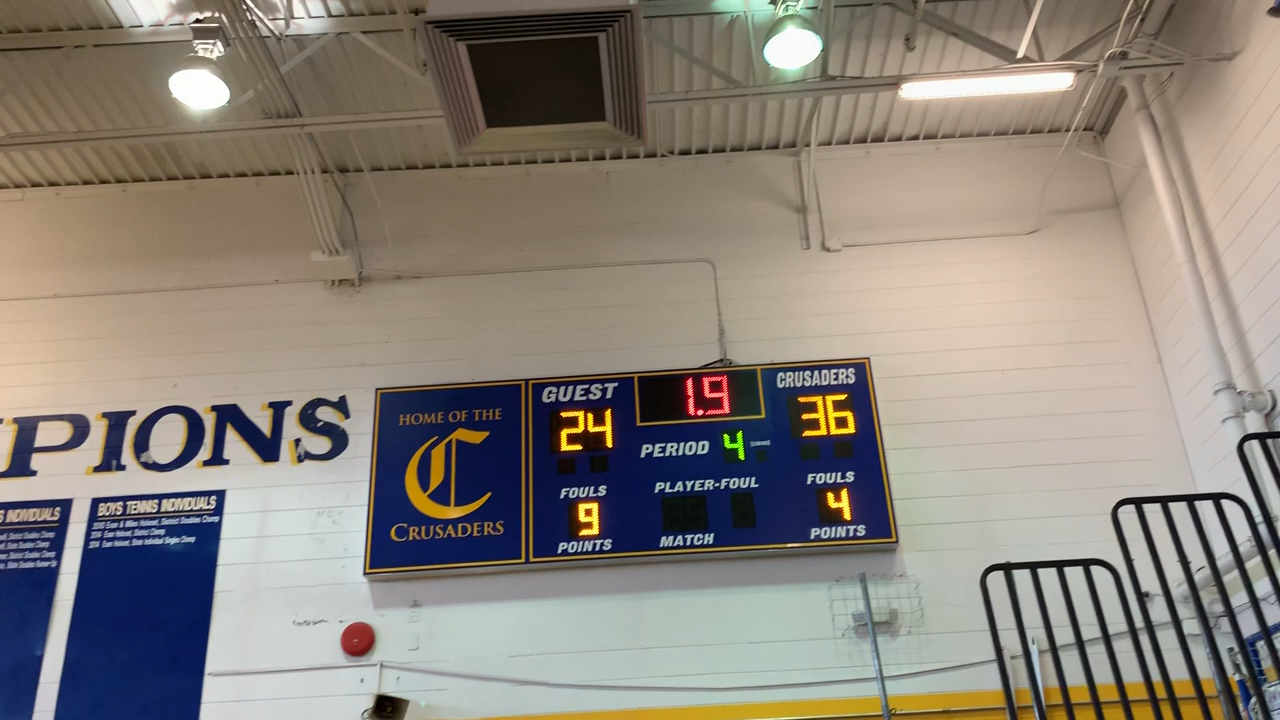 PIONS
S INDIVIDUALS
BOYS TENNIS INDIVIDUALS
HOME OF THE
C
CRUSADERS
GUEST
24
1.9
CRUSADERS
36
PERIOD 4
FOULS
9
POINTS
PLAYER-FOUL
MATCH
FOULS
4
POINTS